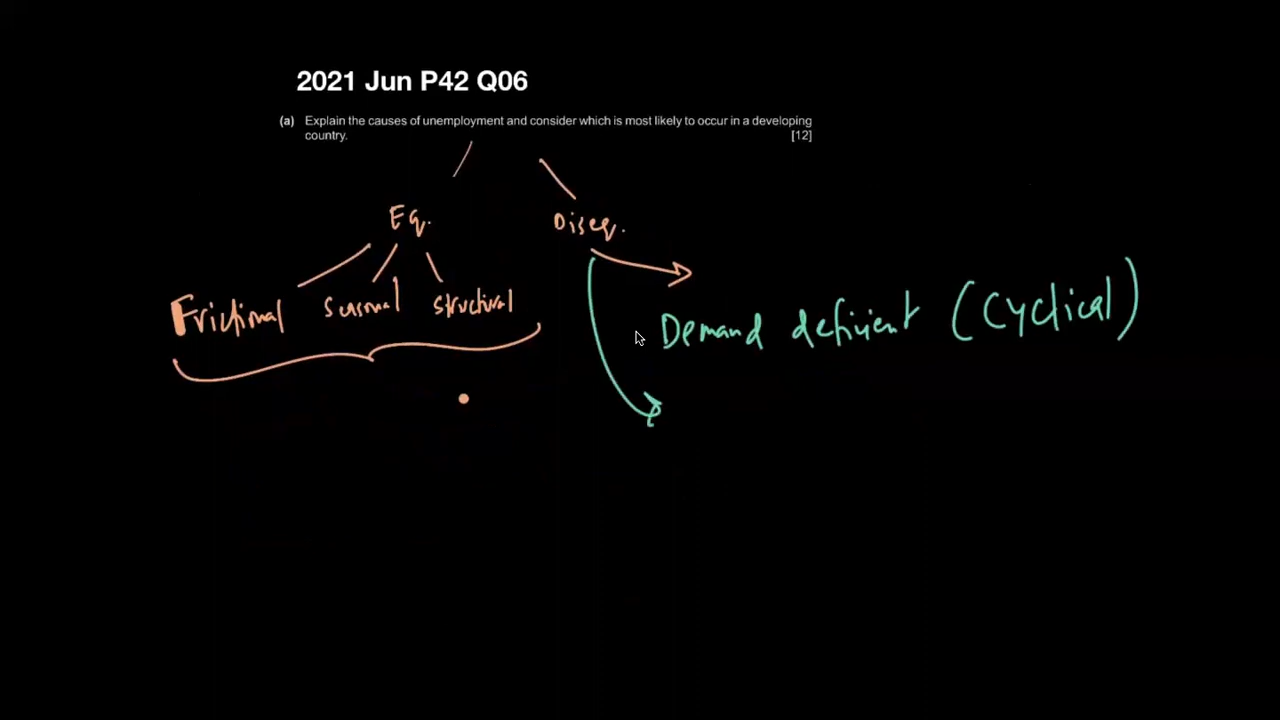 2021 Jun P42 Q06
(a) Explain the causes of unemployment and consider which is most likely to occur in a developing
country. [12]
Eq. Diseq.
Frictional Seasonal Structural
Demand deficient (Cyclical)